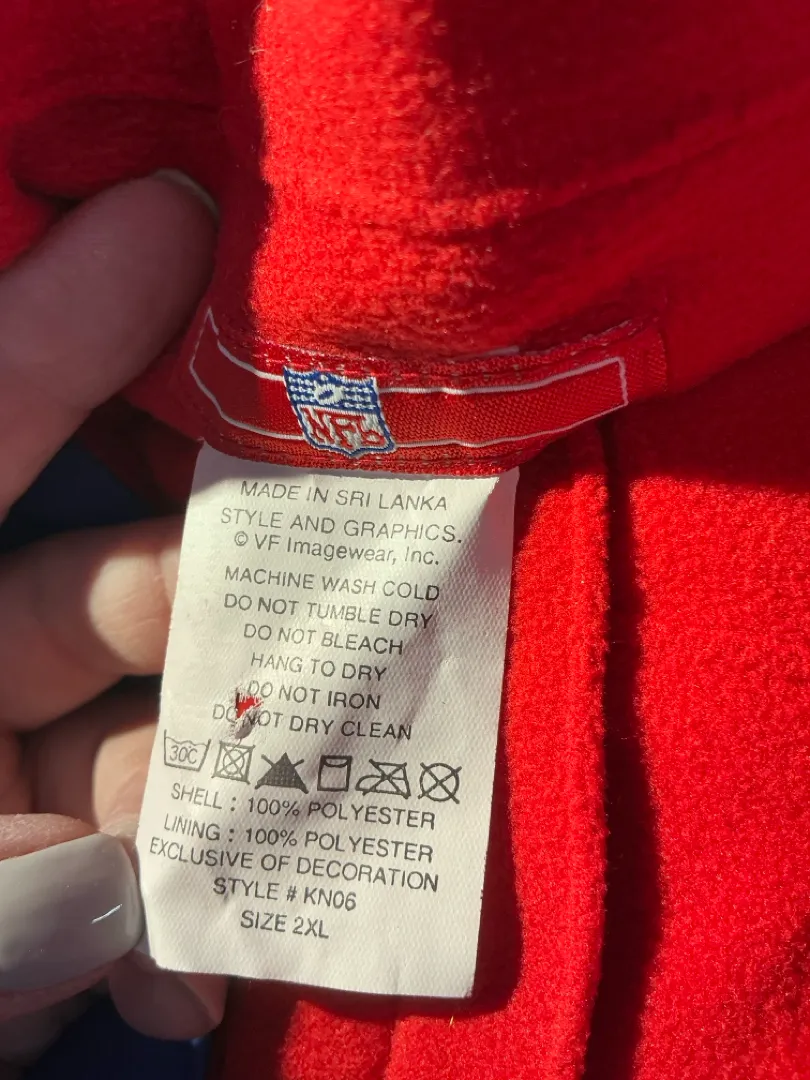 NFL
MADE IN SRI LANKA
STYLE AND GRAPHICS.
© VF Imagewear, Inc.
MACHINE WASH COLD
DO NOT TUMBLE DRY
DO NOT BLEACH
HANG TO DRY
DO NOT IRON
DO NOT DRY CLEAN
30C
SHELL : 100% POLYESTER
LINING : 100% POLYESTER
EXCLUSIVE OF DECORATION
STYLE # KN06
SIZE 2XL